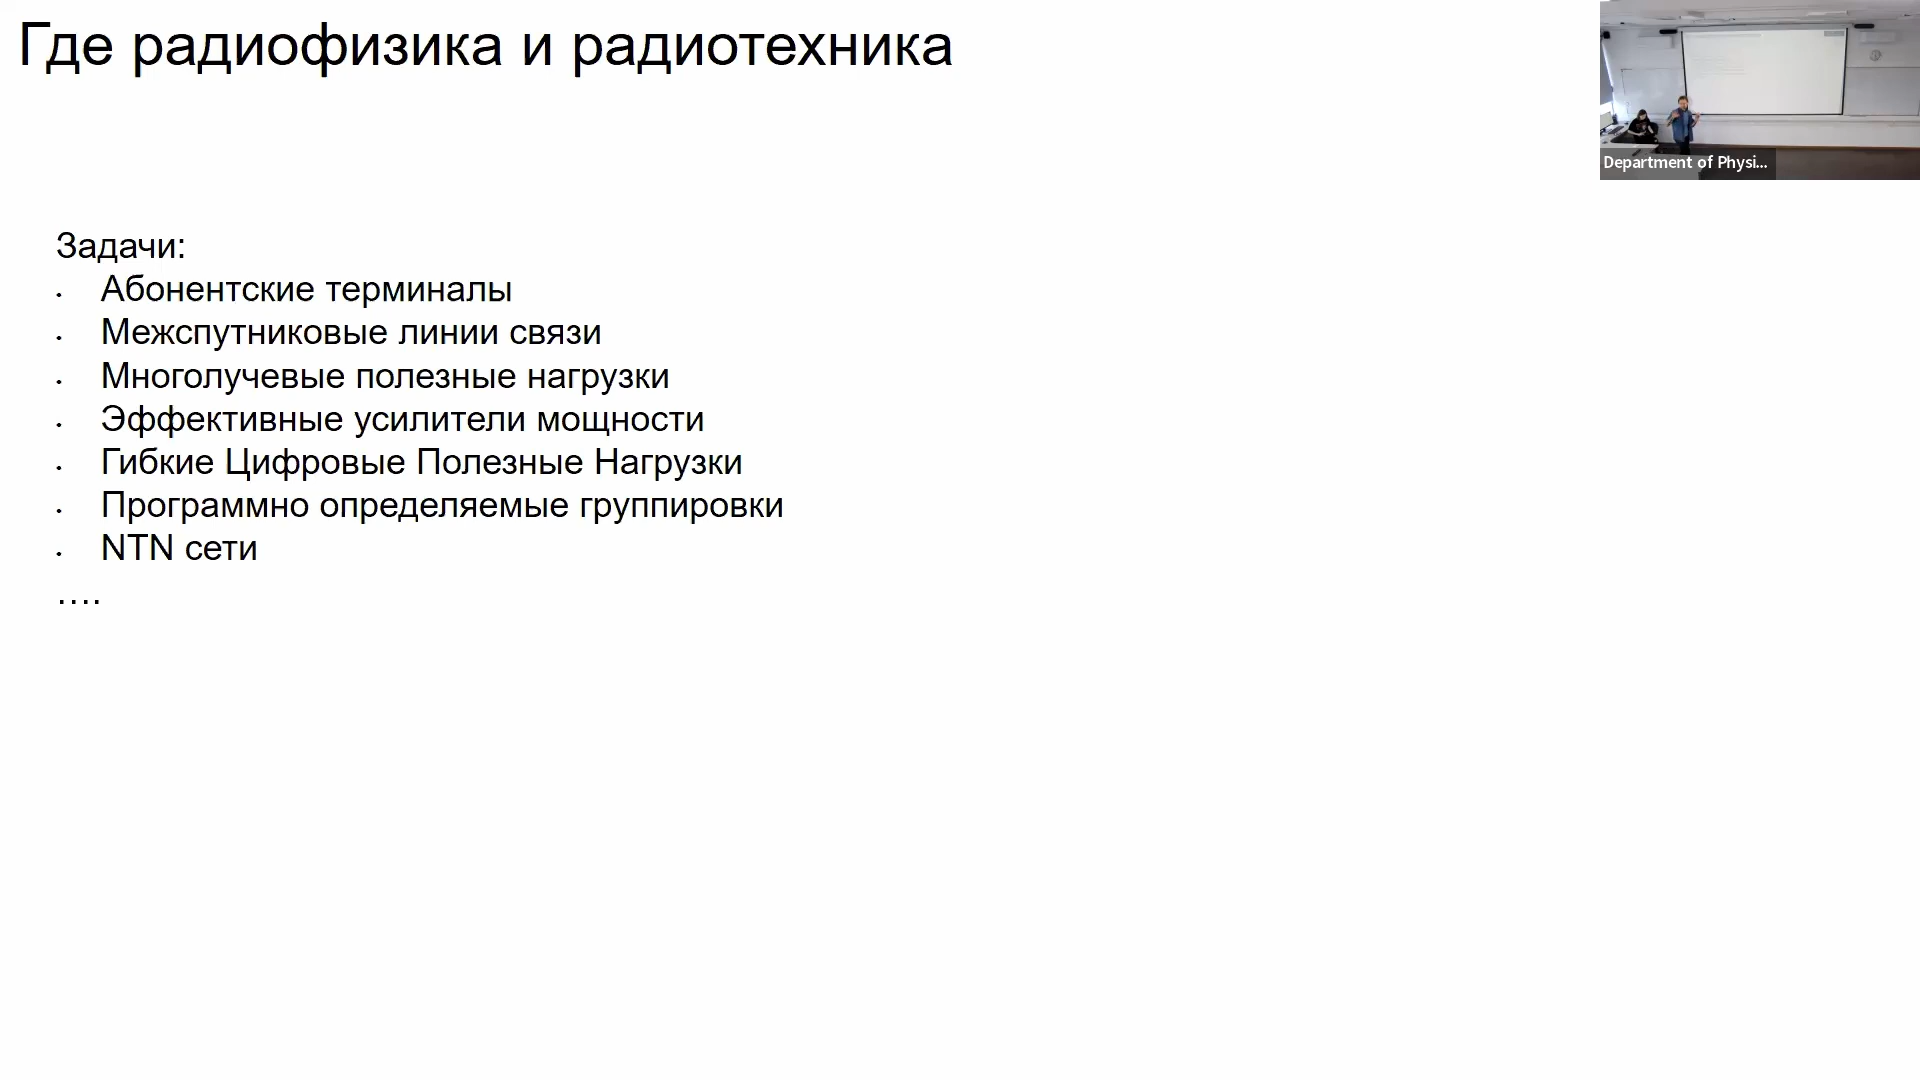 Где радиофизика и радиотехника
Department of Physi...
Задачи:
• Абонентские терминалы
• Межспутниковые линии связи
• Многолучевые полезные нагрузки
• Эффективные усилители мощности
• Гибкие Цифровые Полезные Нагрузки
• Программно определяемые группировки
• NTN сети
....